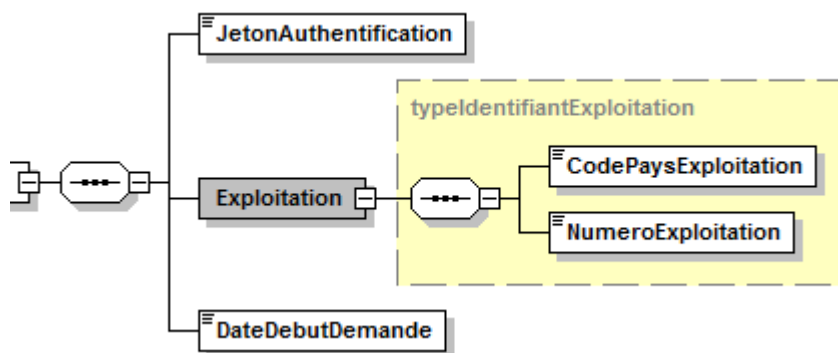 JetonAuthentification
typeIdentifiantExploitation
CodePaysExploitation
Exploitation
NumeroExploitation
DateDebutDemande